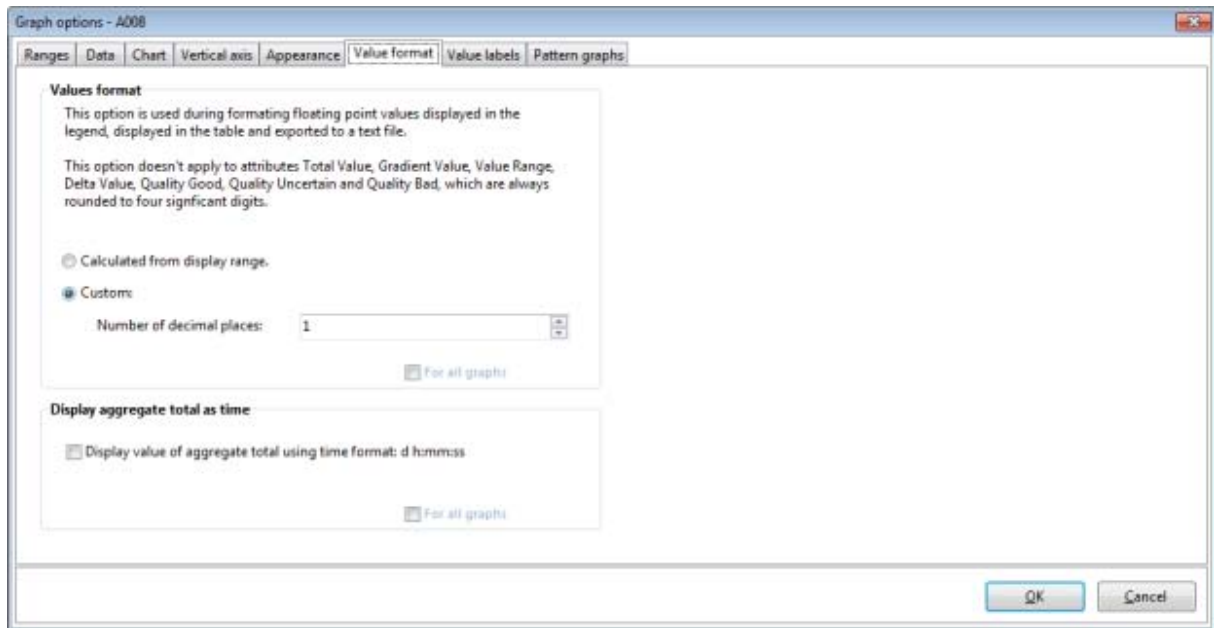 Graph options - A008
Ranges Data Chart Vertical axis Appearance Value format Value labels Pattern graphs
Values format
This option is used during formating floating point values displayed in the
legend, displayed in the table and exported to a text file.
This option doesn't apply to attributes Total Value, Gradient Value, Value Range,
Delta Value, Quality Good, Quality Uncertain and Quality Bad, which are always
rounded to four signficant digits.
Calculated from display range.
Custom:
Number of decimal places: 1
For all graphs
Display aggregate total as time
Display value of aggregate total using time format: d h:mm:ss
For all graphs
OK Cancel